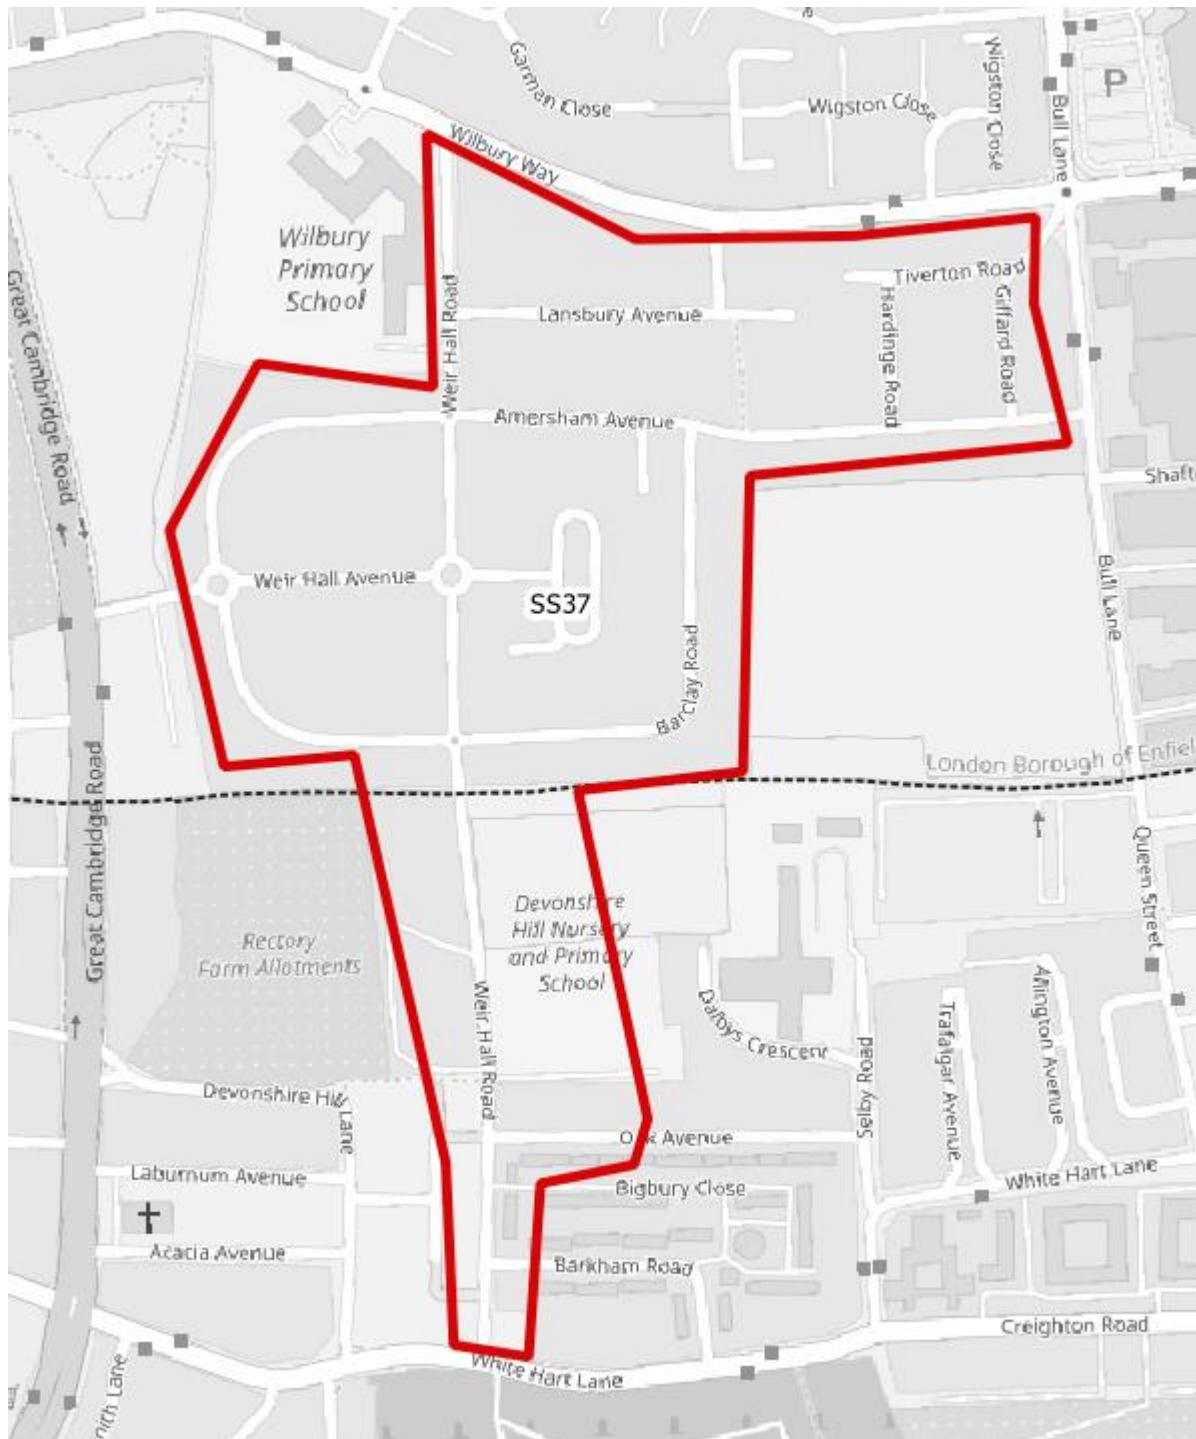 Garman Close
Wigston Close
Wigston Close
Bull Lane
P
Wilbury Way
Wilbury
Primary
School
Great Cambridge Road
Weir Hall Road
Lansbury Avenue
Tiverton Road
Hardinge Road
Giffard Road
Amersham Avenue
Weir Hall Avenue
SS37
Barclay Road
Bull Lane
London Borough of Enfiel
Great Cambridge Road
Queen Street
Devonshire
Hill Nursery
and Primary
School
Rectory
Farm Allotments
Weir Hall Road
Dalbys Crescent
Selby Road
Trafalgar Avenue
Allington Avenue
Devonshire Hill Lane
Oak Avenue
White Hart Lane
Laburnum Avenue
Bigbury Close
Acacia Avenue
Barkham Road
Creighton Road
White Hart Lane
nith Lane